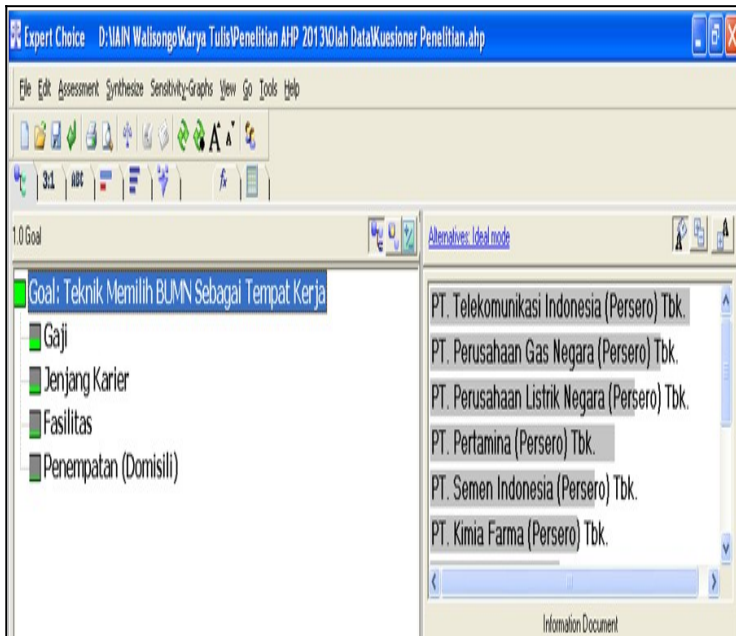 Expert Choice D:\IAIN Walisongo\Karya Tulis\Penelitian AHP 2013\Olah Data\Kuesioner Penelitian.ahp
File Edit Assessment Synthesize Sensitivity-Graphs View Go Tools Help
A A
3:1 ABC fx
1.0 Goal
Alternatives: Ideal mode
A A
Goal: Teknik Memilih BUMN Sebagai Tempat Kerja
Gaji
Jenjang Karier
Fasilitas
Penempatan (Domisili)
PT. Telekomunikasi Indonesia (Persero) Tbk.
PT. Perusahaan Gas Negara (Persero) Tbk.
PT. Perusahaan Listrik Negara (Persero) Tbk.
PT. Pertamina (Persero) Tbk.
PT. Semen Indonesia (Persero) Tbk.
PT. Kimia Farma (Persero) Tbk.
Information Document